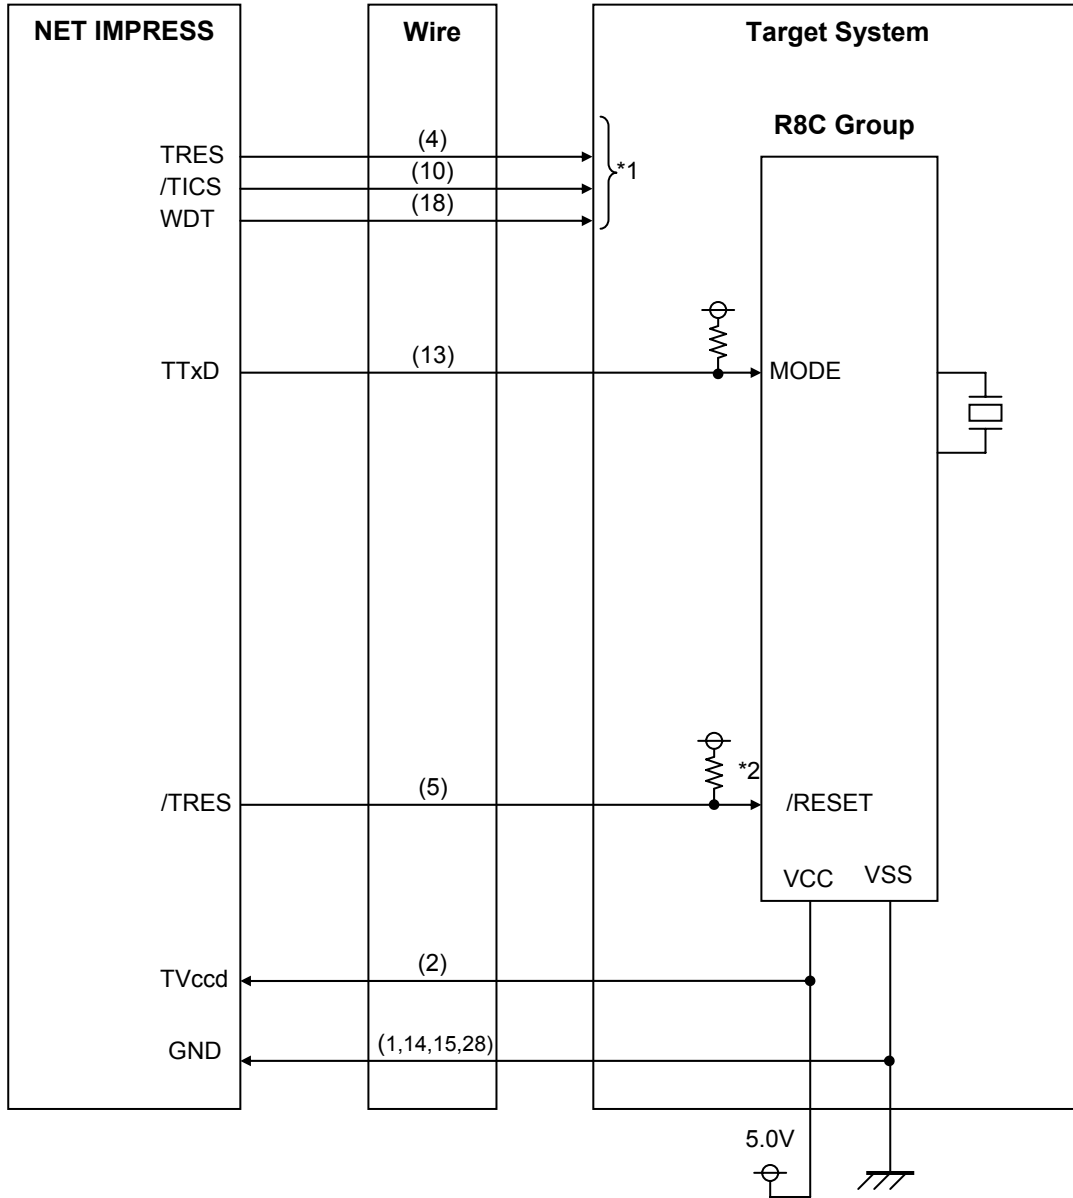 NET IMPRESS
Wire
Target System
R8C Group
TRES
(4)
*1
/TICS
(10)
WDT
(18)
TTxD
(13)
MODE
*2
/TRES
(5)
/RESET
VCC
VSS
TVccd
(2)
GND
(1,14,15,28)
5.0V